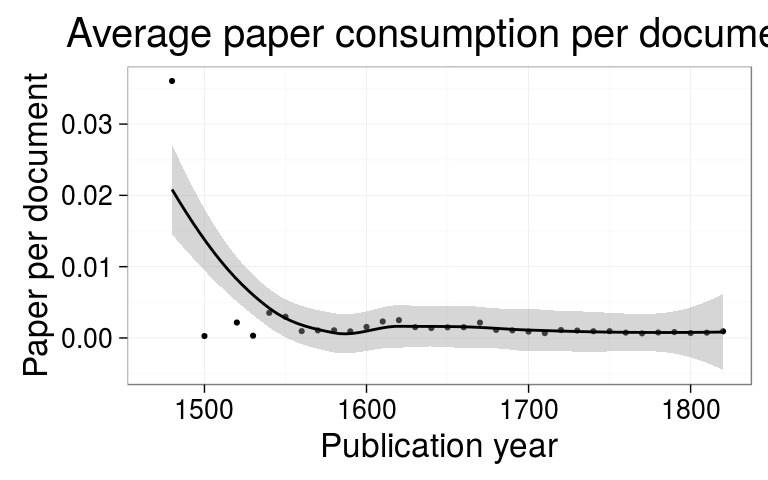 Average paper consumption per docume
Paper per document
0.03
0.02
0.01
0.00
1500 1600 1700 1800
Publication year